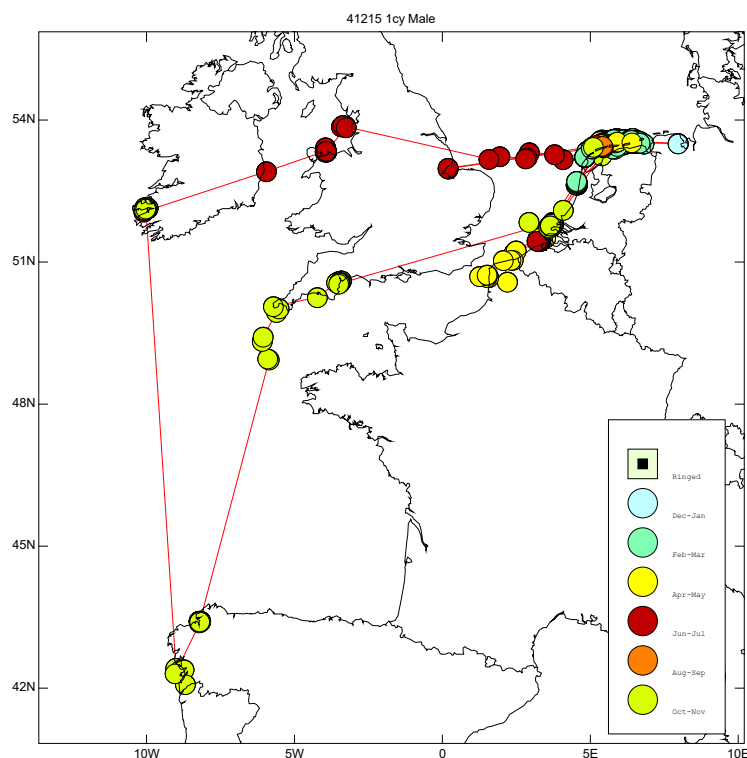 41215 1cy Male
54N
51N
48N
45N
42N
10W 5W 0 5E 10E
Ringed
Dec-Jan
Feb-Mar
Apr-May
Jun-Jul
Aug-Sep
Oct-Nov